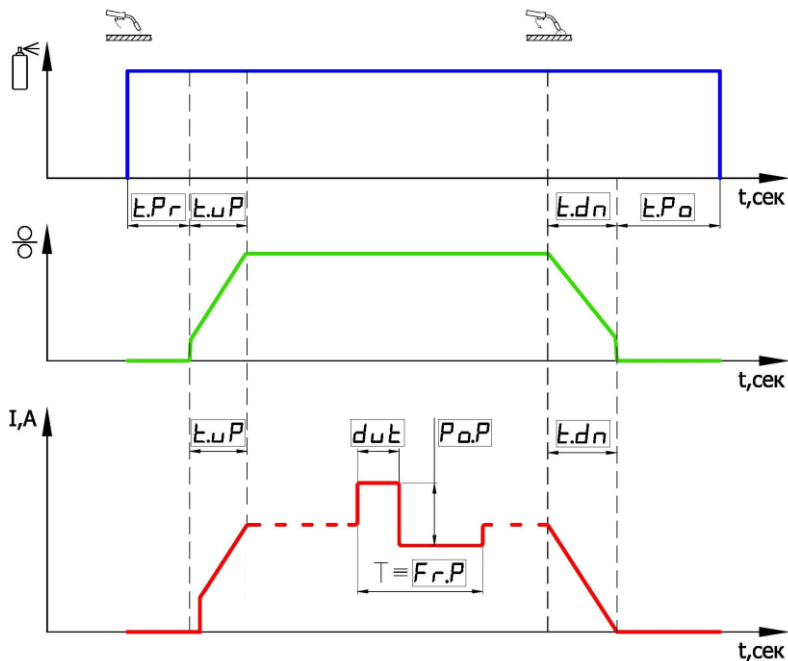 t.Pr t.uP t.dn t.Po t,сек
t,сек
I,A
t.uP dut Po.P t.dn
T ≡ Fr.P
t,сек